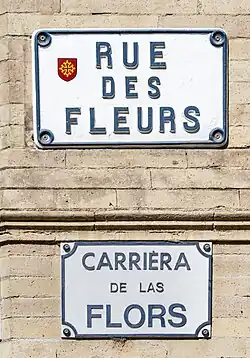 RUE
DES
FLEURS
CARRIÈRA
DE LAS
FLORS